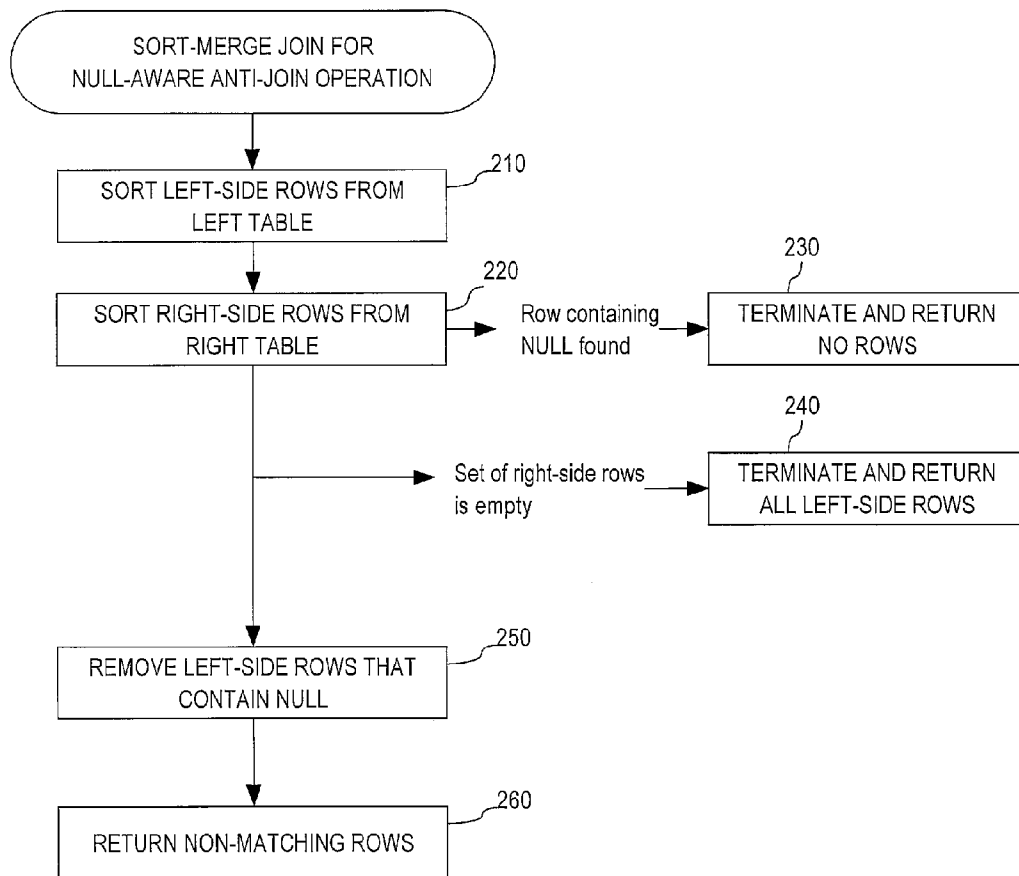 SORT-MERGE JOIN FOR
NULL-AWARE ANTI-JOIN OPERATION
210
SORT LEFT-SIDE ROWS FROM
LEFT TABLE
220
SORT RIGHT-SIDE ROWS FROM
RIGHT TABLE
Row containing
NULL found
230
TERMINATE AND RETURN
NO ROWS
240
Set of right-side rows
is empty
TERMINATE AND RETURN
ALL LEFT-SIDE ROWS
250
REMOVE LEFT-SIDE ROWS THAT
CONTAIN NULL
260
RETURN NON-MATCHING ROWS